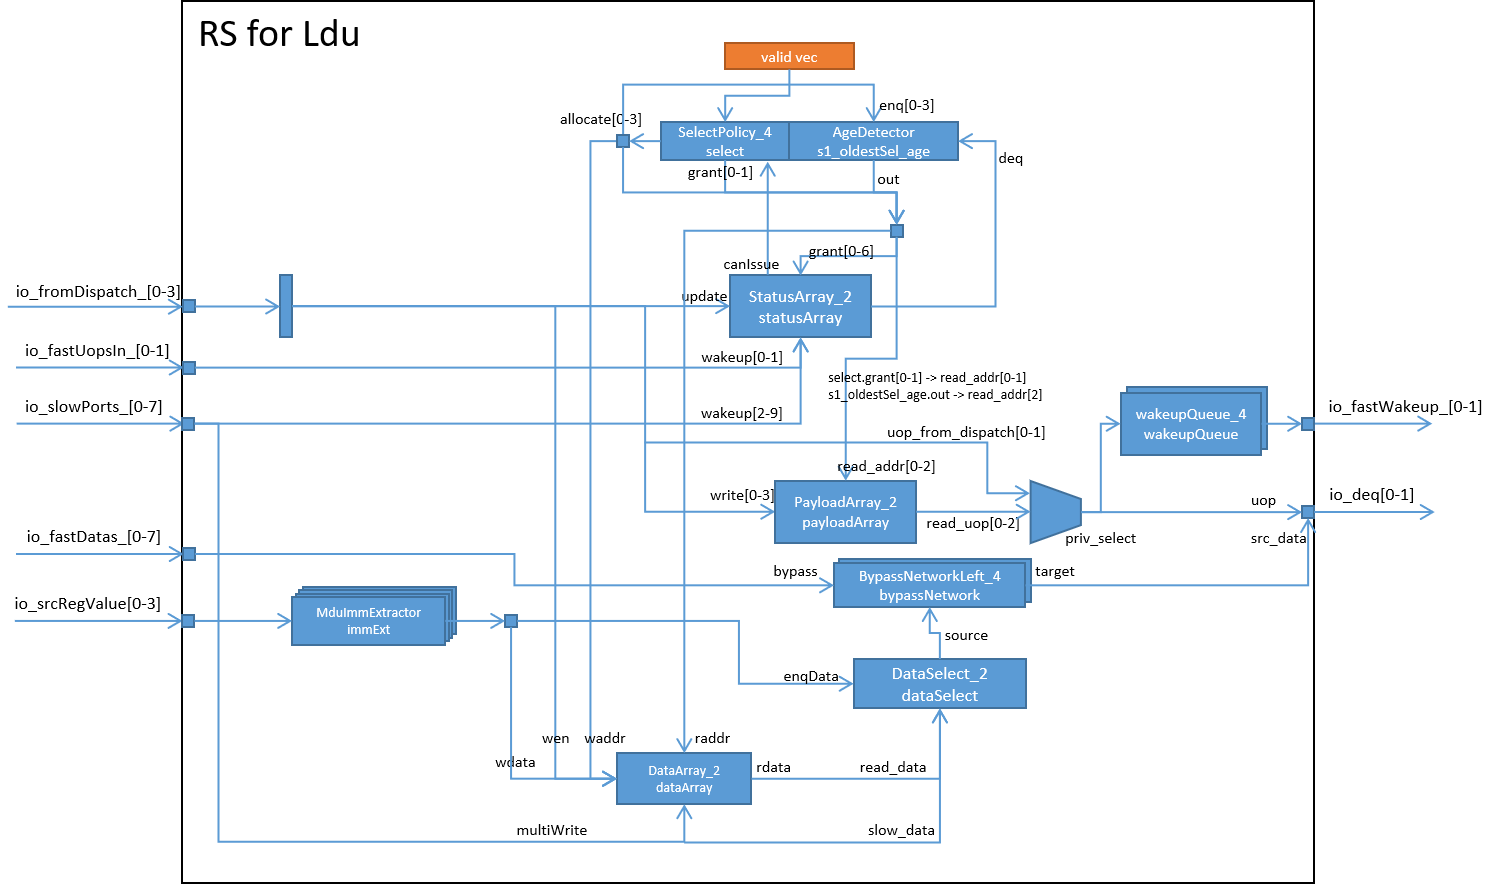 RS for Ldu
valid vec
enq[0-3]
allocate[0-3]
SelectPolicy_4
select
AgeDetector
s1_oldestSel_age
deq
grant[0-1]
out
grant[0-6]
canIssue
io_fromDispatch_[0-3]
update
StatusArray_2
statusArray
io_fastUopsIn_[0-1]
wakeup[0-1]
select.grant[0-1] -> read_addr[0-1]
s1_oldestSel_age.out -> read_addr[2]
io_slowPorts_[0-7]
wakeup[2-9]
wakeupQueue_4
wakeupQueue
io_fastWakeup_[0-1]
uop_from_dispatch[0-1]
read_addr[0-2]
write[0-3]
PayloadArray_2
payloadArray
read_uop[0-2]
priv_select
uop
io_deq[0-1]
src_data
io_fastDatas_[0-7]
bypass
BypassNetworkLeft_4
bypassNetwork
target
io_srcRegValue[0-3]
MduImmExtractor
immExt
source
enqData
DataSelect_2
dataSelect
wen
waddr
raddr
wdata
DataArray_2
dataArray
rdata
read_data
multiWrite
slow_data